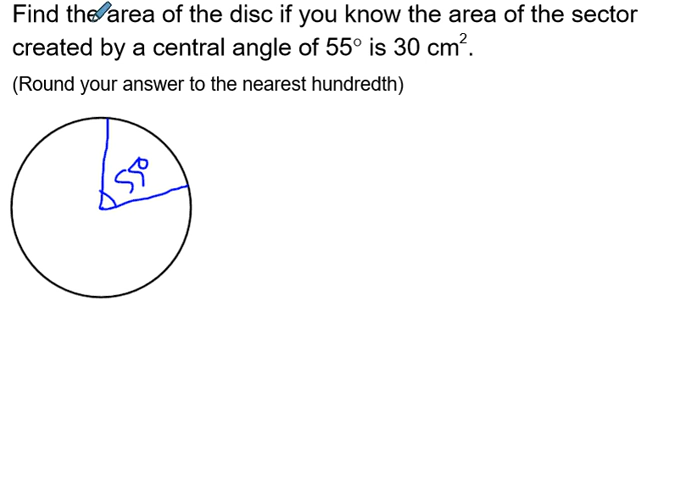 Find the area of the disc if you know the area of the sector
created by a central angle of 55° is 30 cm².
(Round your answer to the nearest hundredth)
55°